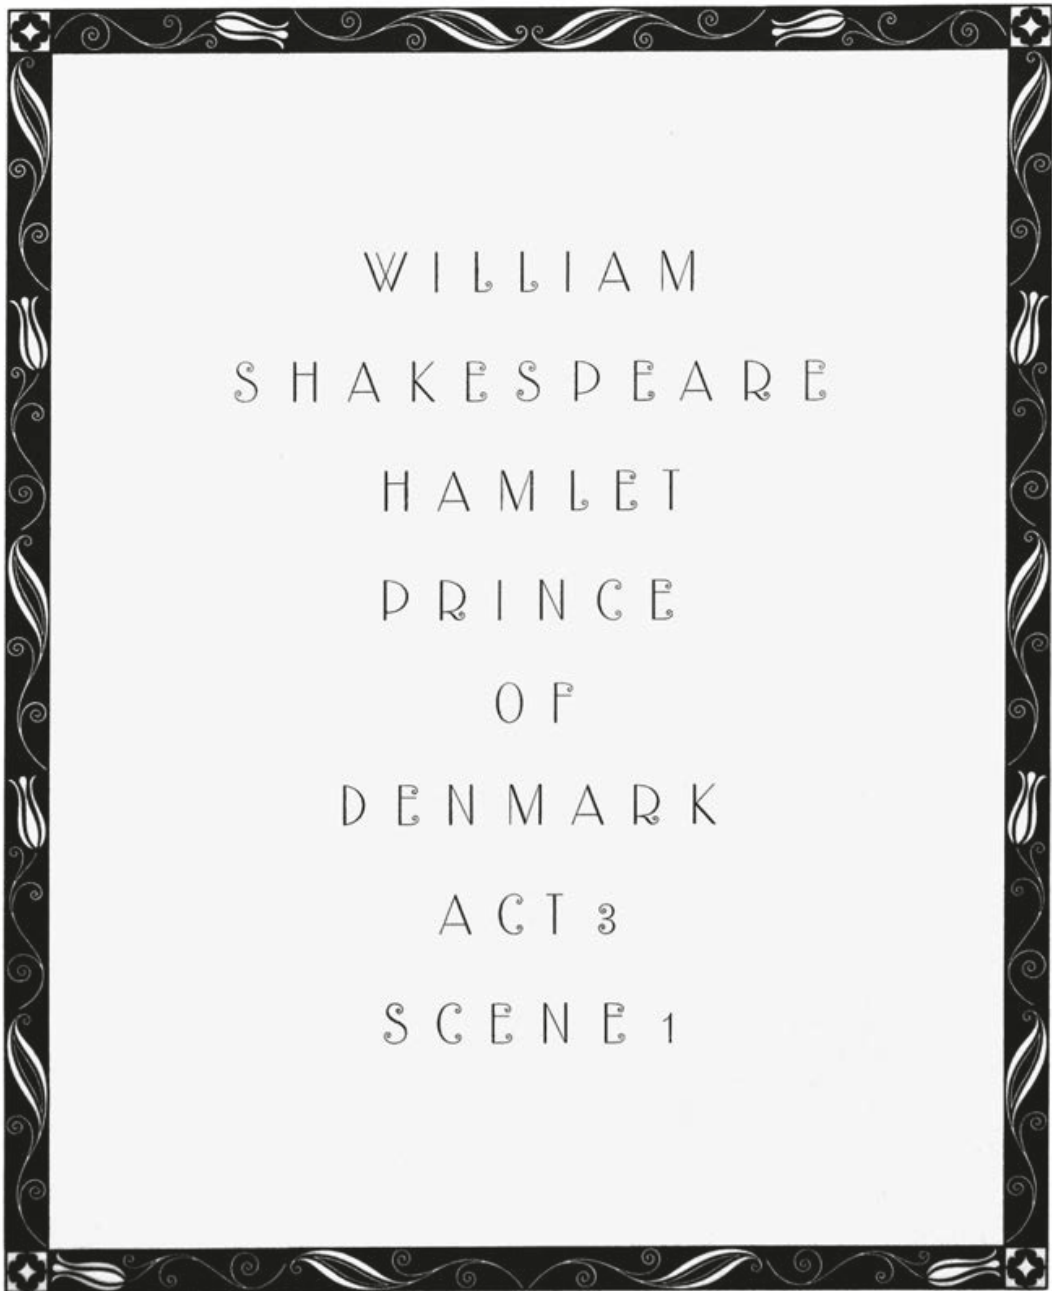 WILLIAM
SHAKESPEARE
HAMLET
PRINCE
OF
DENMARK
ACT 3
SCENE 1